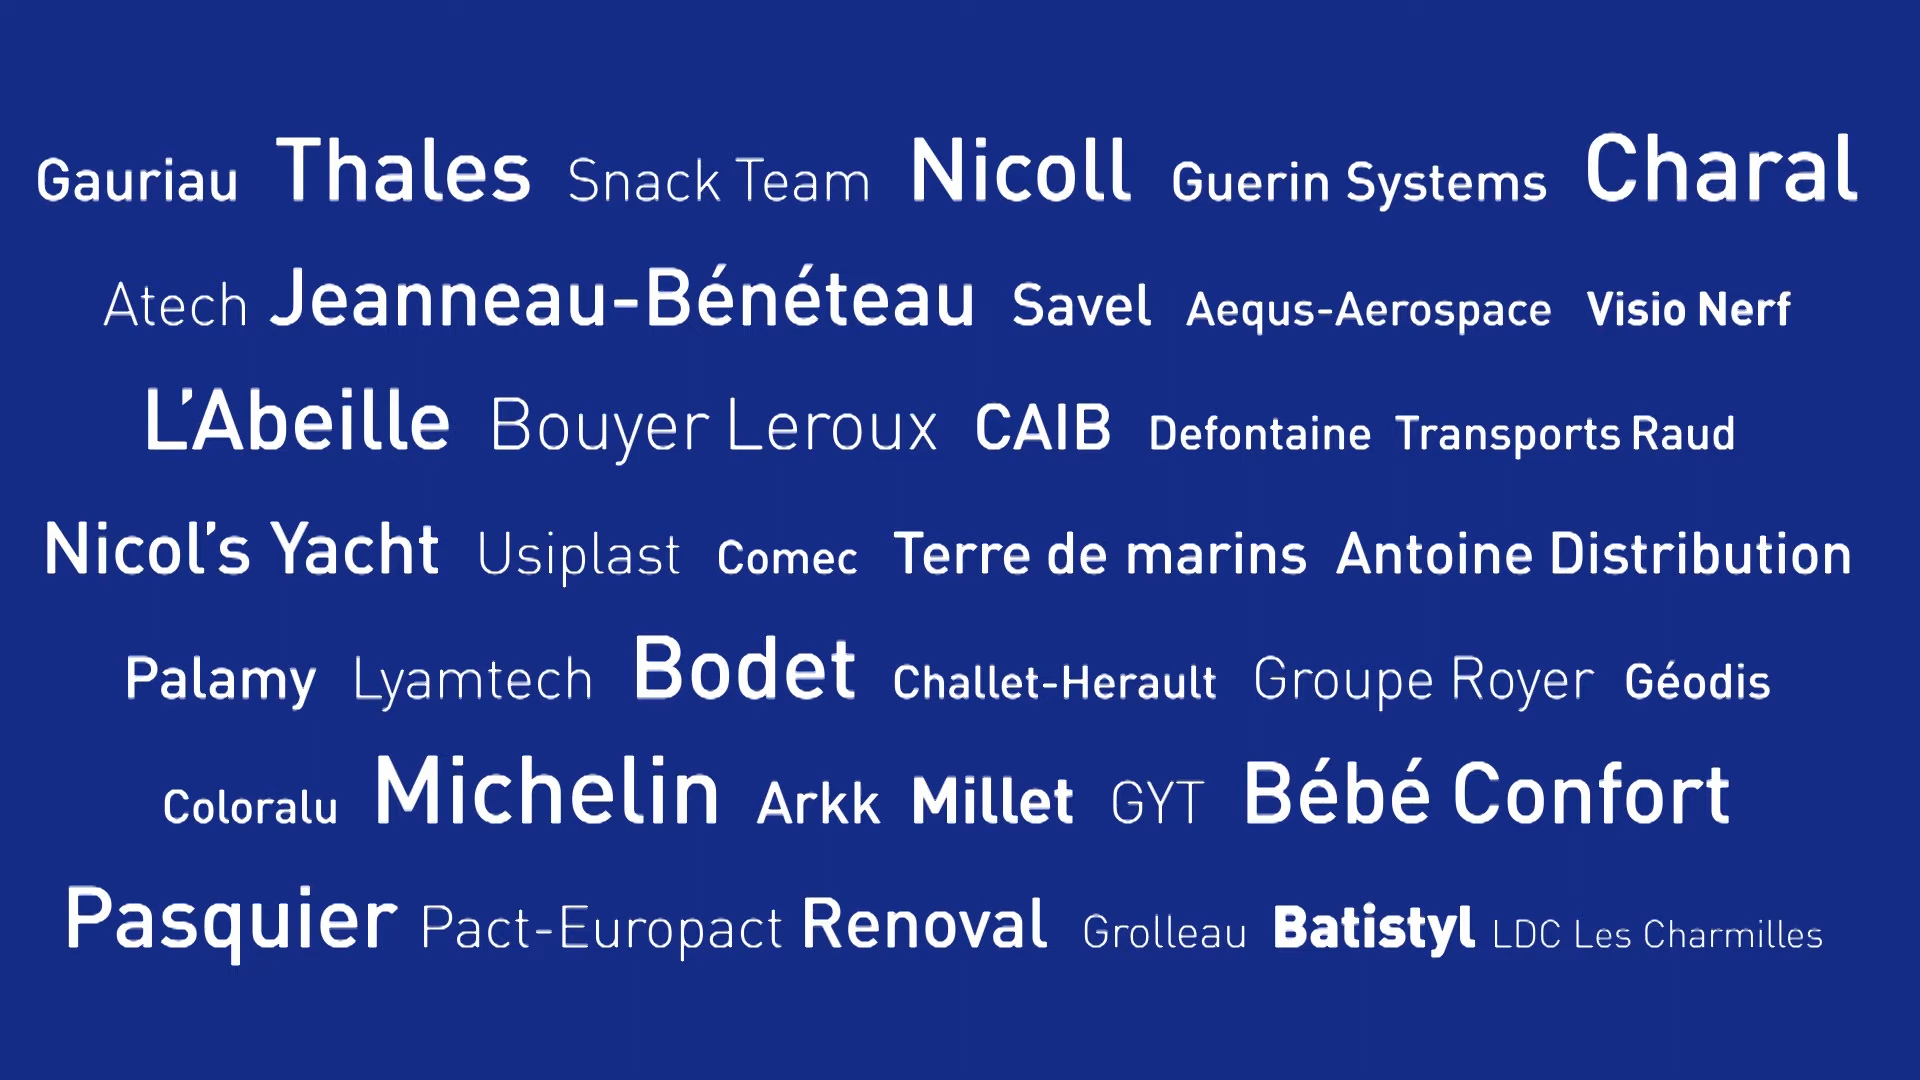 Gauriau Thales Snack Team Nicoll Guerin Systems Charal
Atech Jeanneau-Bénéteau Savel Aequs-Aerospace Visio Nerf
L'Abeille Bouyer Leroux CAIB Defontaine Transports Raud
Nicol's Yacht Usiplast Comec Terre de marins Antoine Distribution
Palamy Lyamtech Bodet Challet-Herault Groupe Royer Géodis
Coloralu Michelin Arkk Millet GYT Bébé Confort
Pasquier Pact-Europact Renoval Grolleau Batistyl LDC Les Charmilles